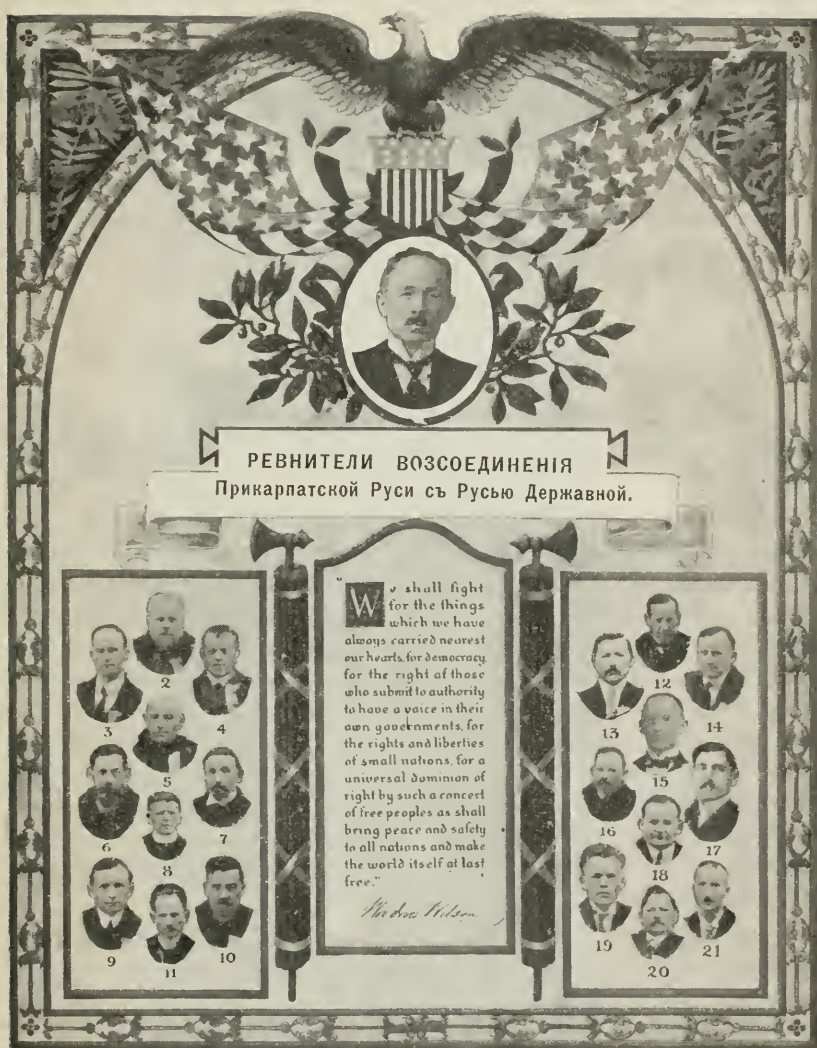 РЕВНИТЕЛИ ВОЗСОЕДИНЕНІЯ
Прикарпатской Руси съ Русью Державной.
"We shall fight
for the things
which we have
always carried nearest
our hearts, for democracy,
for the right of those
who submit to authority
to have a voice in their
own governments, for
the rights and liberties
of small nations, for a
universal dominion of
right by such a concert
of free peoples as shall
bring peace and safety
to all nations and make
the world itself at last
free."
Woodrow Wilson
2
3 4
5
6 7
8
9 10
11
12
13 14
15
16 17
18
19 21
20